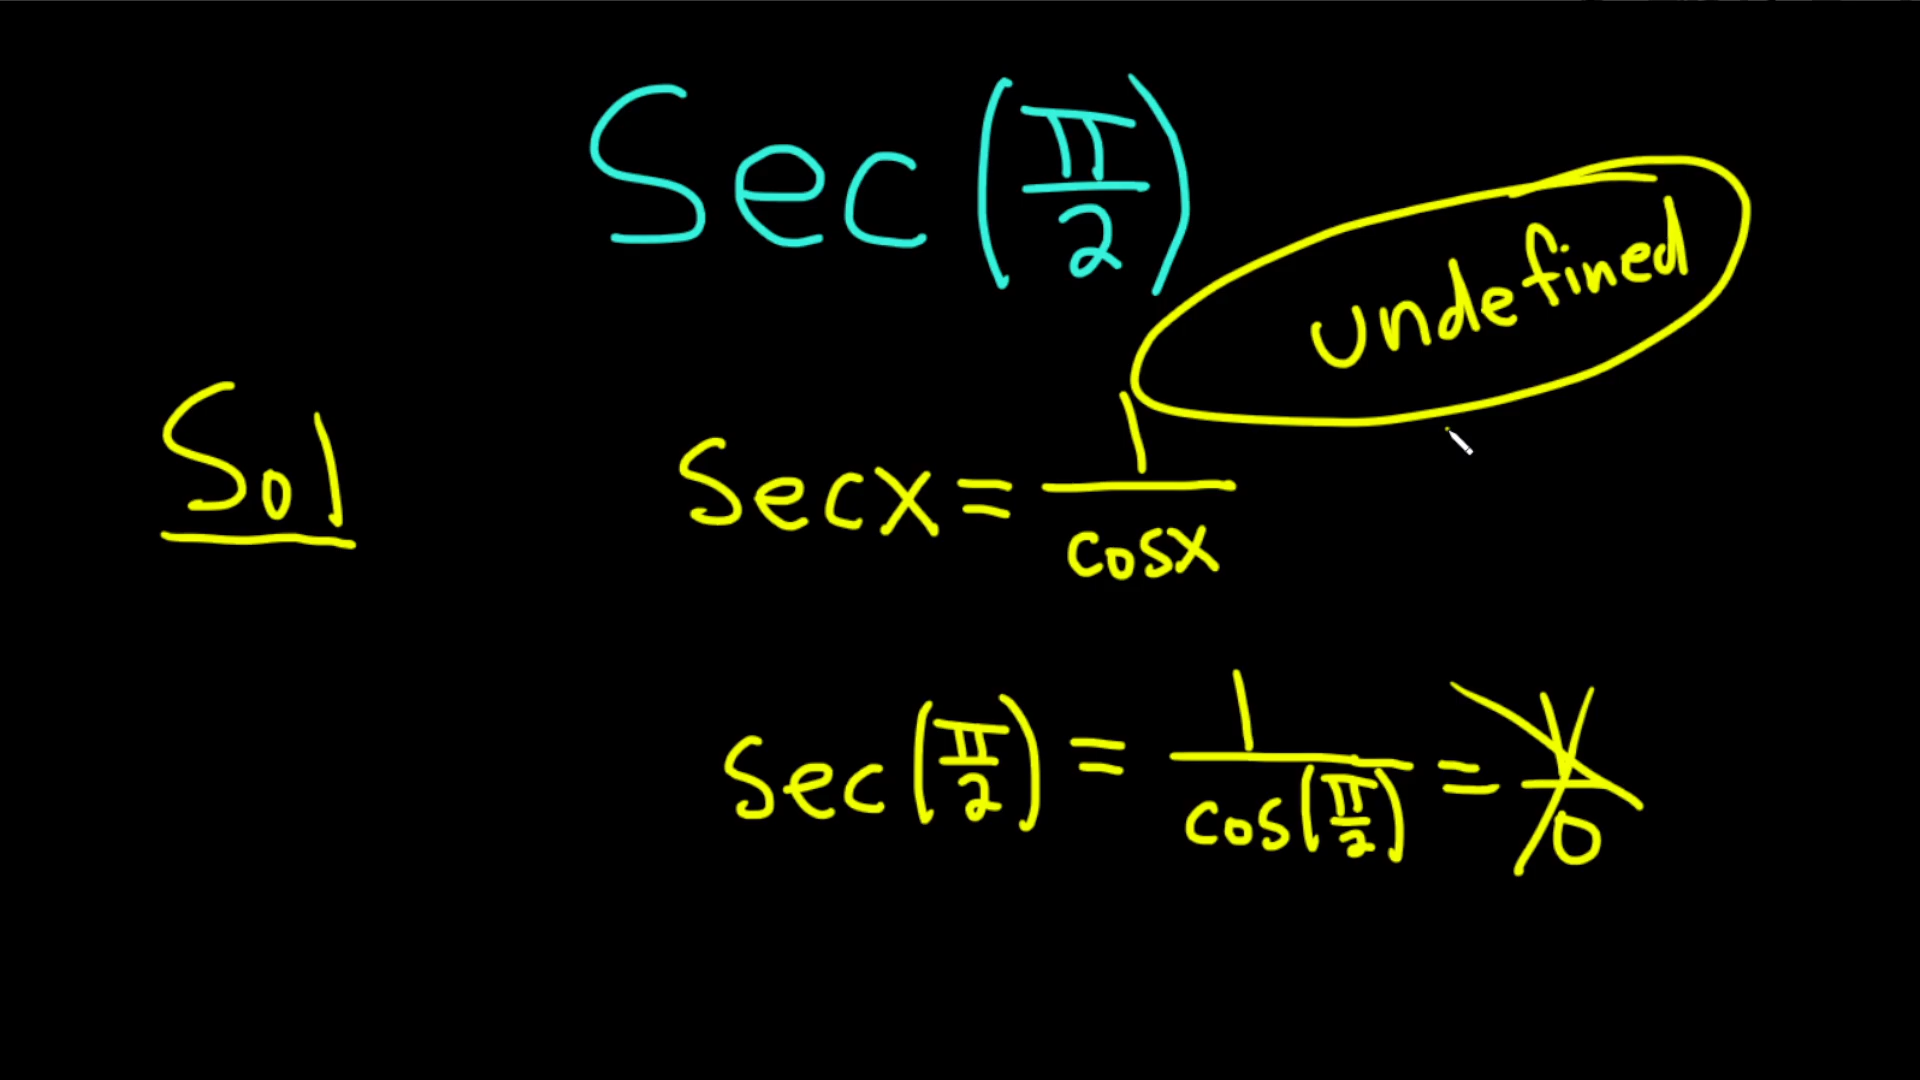 Sec(π/2)
undefined
Sol
Secx = 1/cosx
Sec(π/2) = 1/cos(π/2) = 1/0